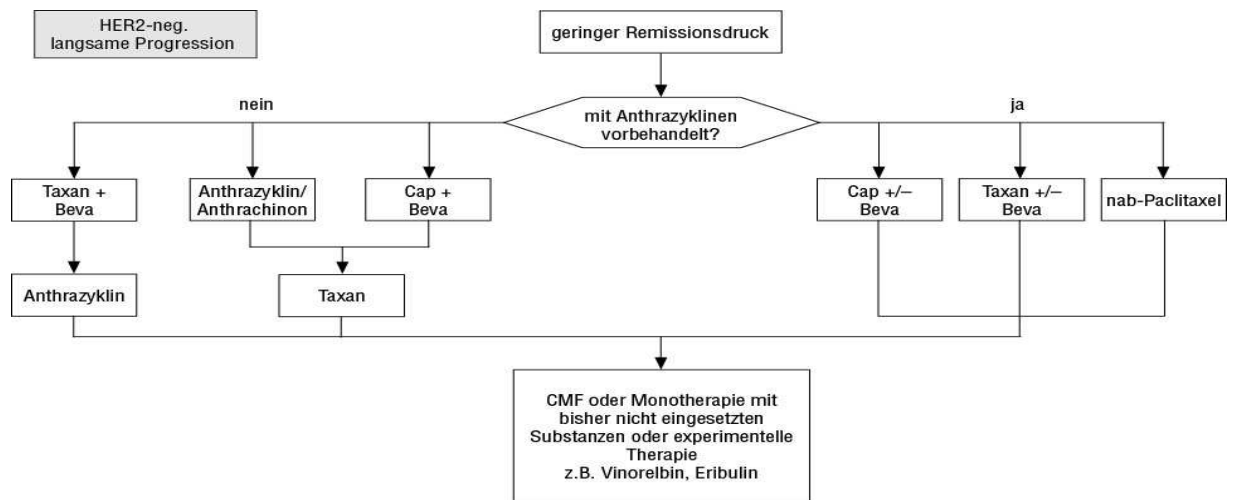 HER2-neg.
langsame Progression
geringer Remissionsdruck
nein
mit Anthrazyklinen
vorbehandelt?
ja
Taxan +
Beva
Anthrazyklin/
Anthrachinon
Cap +
Beva
Cap +/–
Beva
Taxan +/–
Beva
nab-Paclitaxel
Anthrazyklin
Taxan
CMF oder Monotherapie mit
bisher nicht eingesetzten
Substanzen oder experimentelle
Therapie
z.B. Vinorelbin, Eribulin